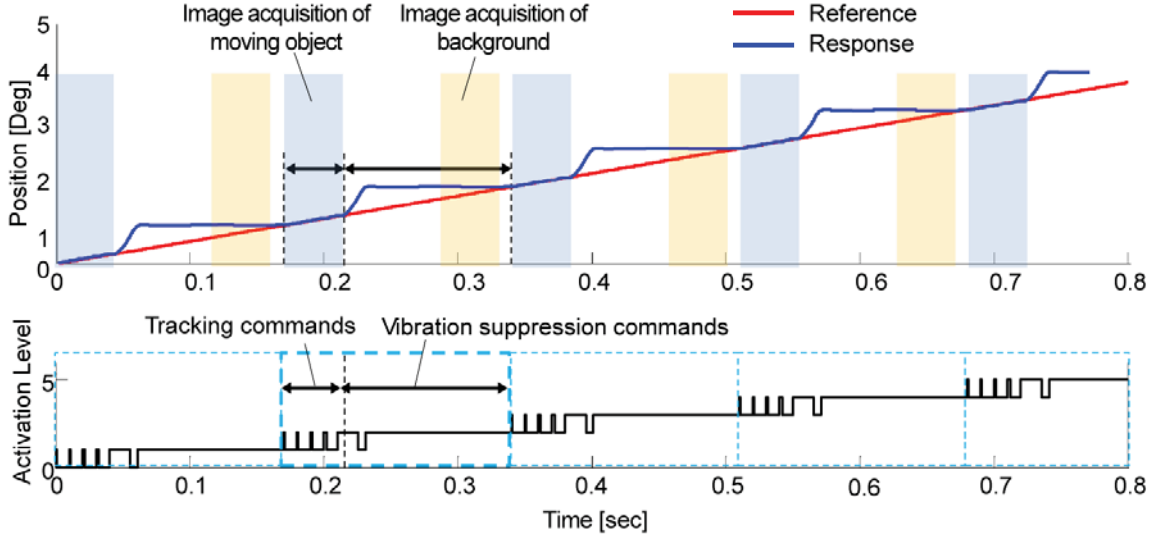 Image acquisition of
moving object
Image acquisition of
background
Reference
Response
Position [Deg]
5
4
3
2
1
0
0 0.1 0.2 0.3 0.4 0.5 0.6 0.7 0.8
Tracking commands
Vibration suppression commands
Activation Level
5
0
0 0.1 0.2 0.3 0.4 0.5 0.6 0.7 0.8
Time [sec]